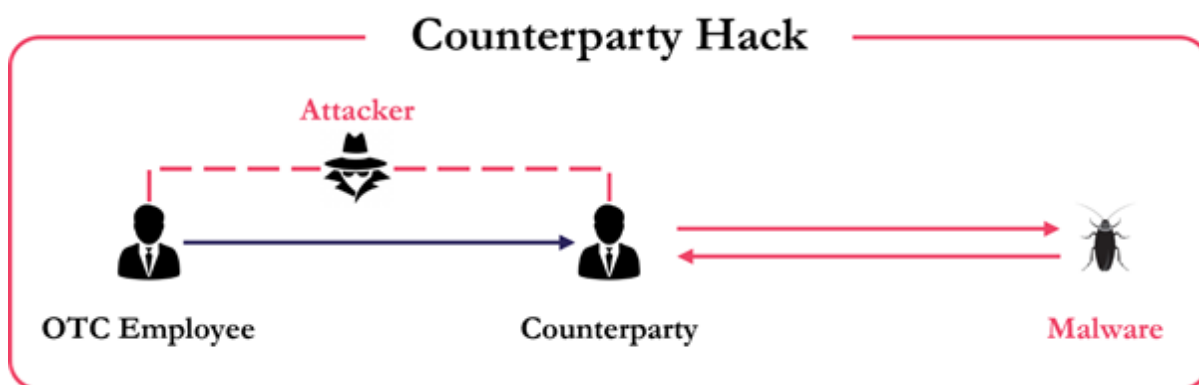 Counterparty Hack
Attacker
OTC Employee
Counterparty
Malware